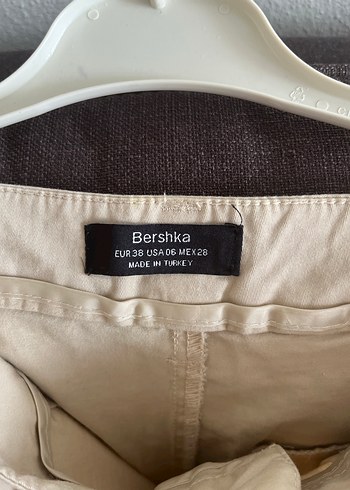 Bershka
EUR 38 USA 06 MEX 28
MADE IN TURKEY